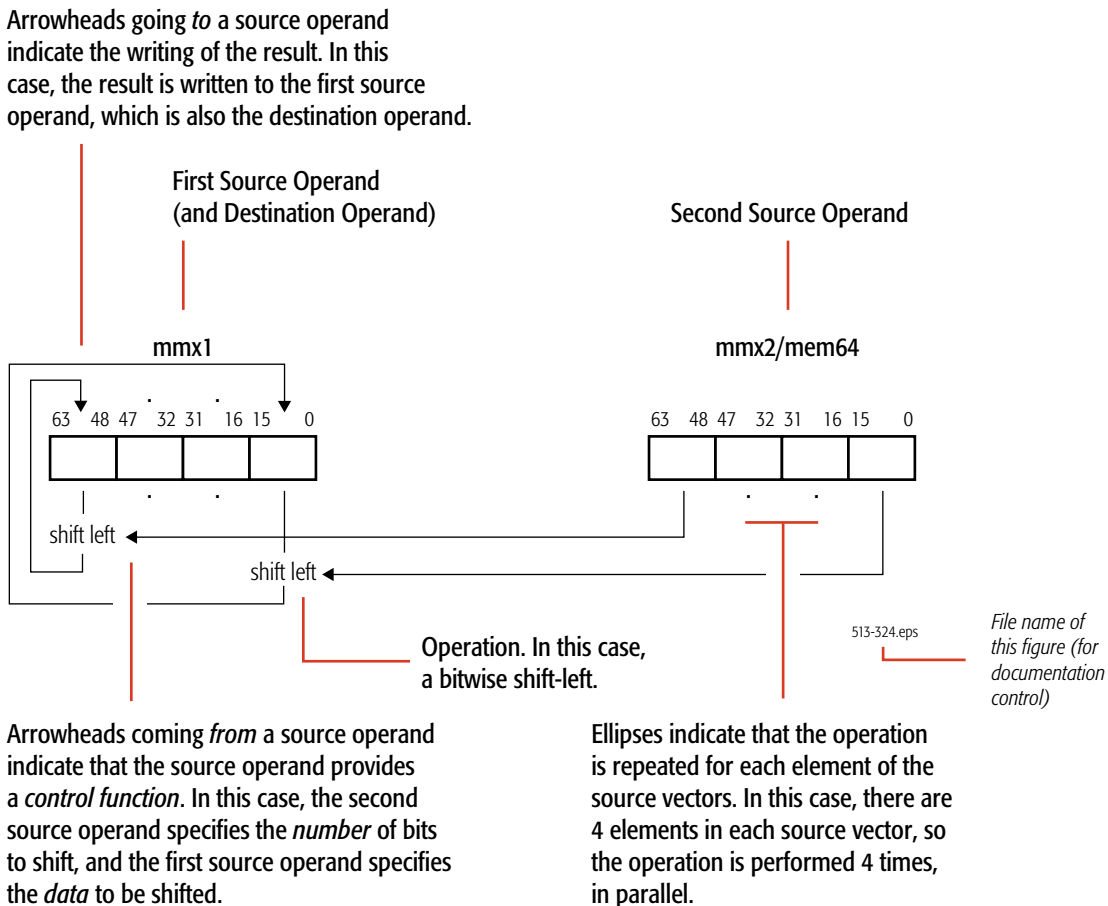 Arrowheads going to a source operand
indicate the writing of the result. In this
case, the result is written to the first source
operand, which is also the destination operand.
First Source Operand
(and Destination Operand)
Second Source Operand
mmx1
mmx2/mem64
63 48 47 32 31 16 15 0
63 48 47 32 31 16 15 0
shift left
shift left
Operation. In this case,
a bitwise shift-left.
513-324.eps
File name of
this figure (for
documentation
control)
Arrowheads coming from a source operand
indicate that the source operand provides
a control function. In this case, the second
source operand specifies the number of bits
to shift, and the first source operand specifies
the data to be shifted.
Ellipses indicate that the operation
is repeated for each element of the
source vectors. In this case, there are
4 elements in each source vector, so
the operation is performed 4 times,
in parallel.